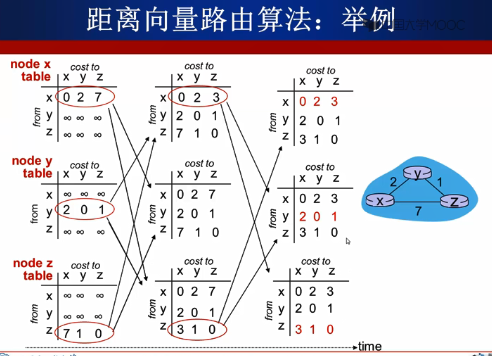 距离向量路由算法：举例
node x
table
cost to
x y z
from
x 0 2 7
y ∞ ∞ ∞
z ∞ ∞ ∞
cost to
x y z
from
x 0 2 3
y 2 0 1
z 7 1 0
cost to
x y z
from
x 0 2 3
y 2 0 1
z 3 1 0
node y
table
cost to
x y z
from
x ∞ ∞ ∞
y 2 0 1
z ∞ ∞ ∞
cost to
x y z
from
x 0 2 7
y 2 0 1
z 7 1 0
cost to
x y z
from
x 0 2 3
y 2 0 1
z 3 1 0
node z
table
cost to
x y z
from
x ∞ ∞ ∞
y ∞ ∞ ∞
z 7 1 0
cost to
x y z
from
x 0 2 7
y 2 0 1
z 3 1 0
cost to
x y z
from
x 0 2 3
y 2 0 1
z 3 1 0
time
y
2 1
x z
7